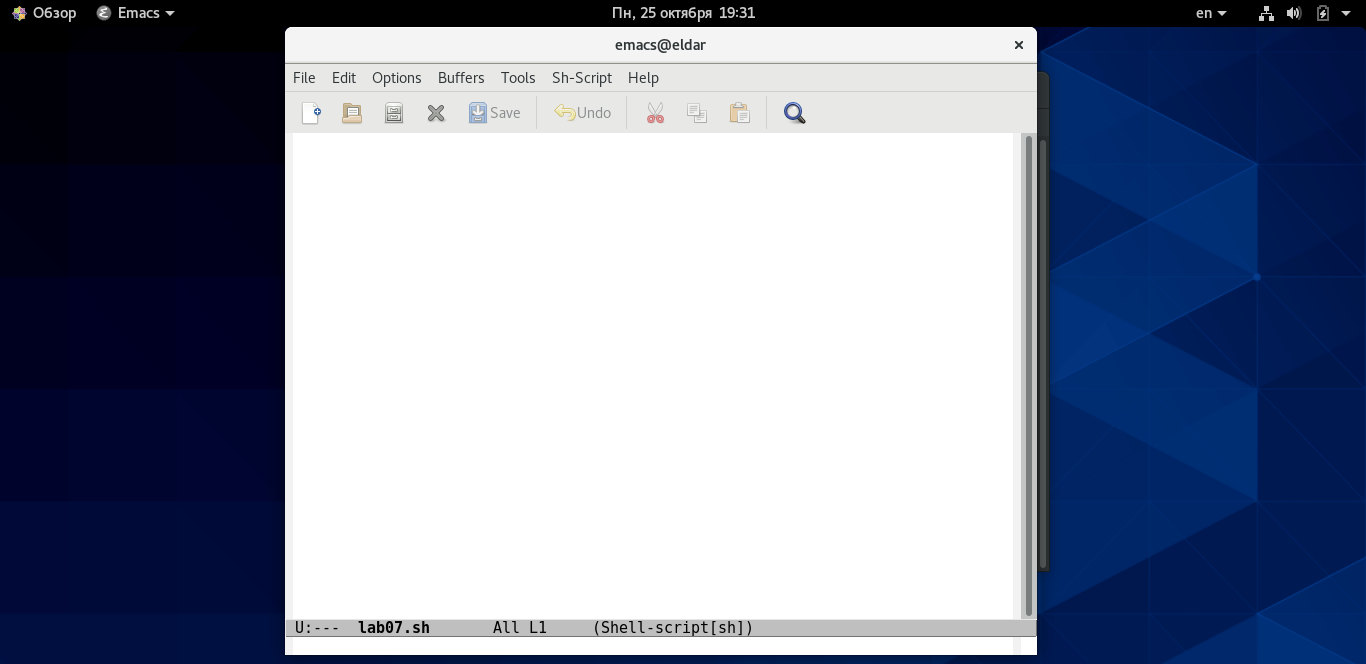 Обзор Emacs Пн, 25 октября 19:31 en
emacs@eldar
File Edit Options Buffers Tools Sh-Script Help
Save Undo
U:--- lab07.sh All L1 (Shell-script[sh])